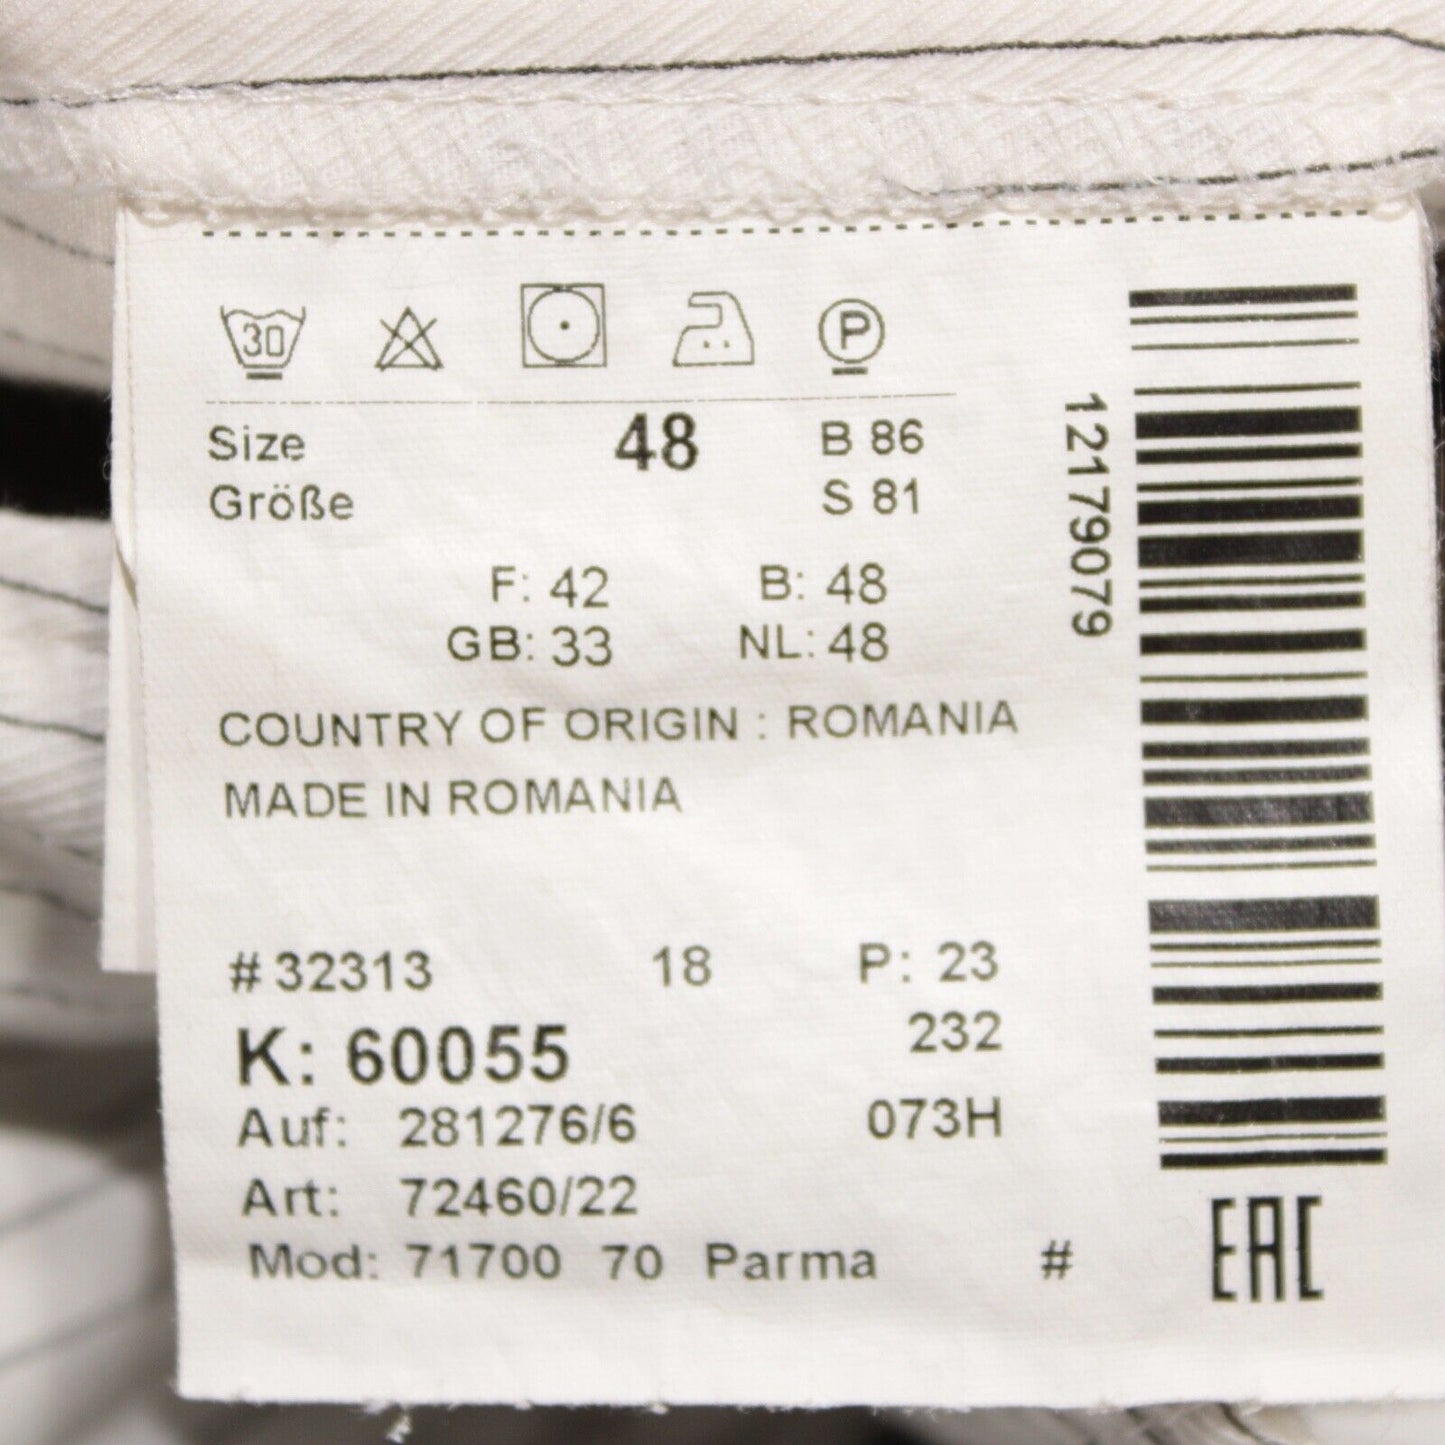 30 P
Size 48 B 86
Größe S 81
F: 42 B: 48
GB: 33 NL: 48
COUNTRY OF ORIGIN : ROMANIA
MADE IN ROMANIA
#32313 18 P: 23
K: 60055 232
Auf: 281276/6 073H
Art: 72460/22
Mod: 71700 70 Parma #
12179079
EAC